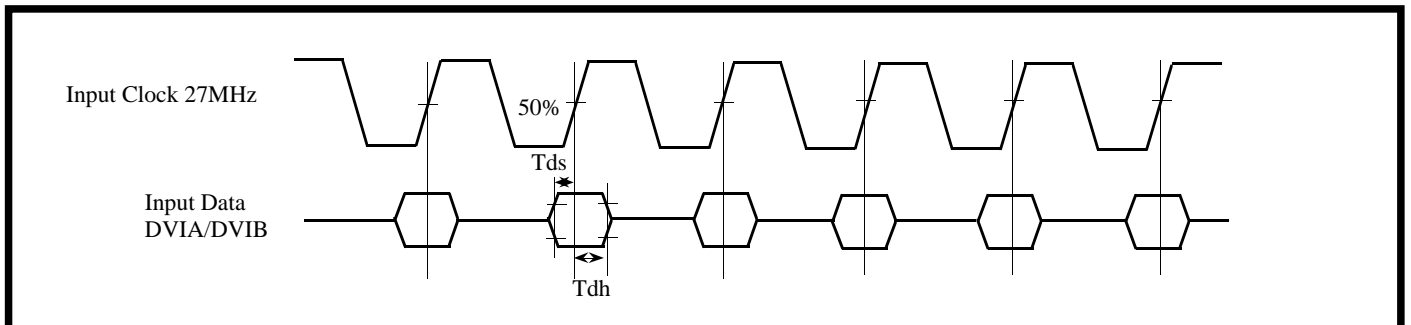 Input Clock 27MHz
50%
Tds
Input Data
DVIA/DVIB
Tdh